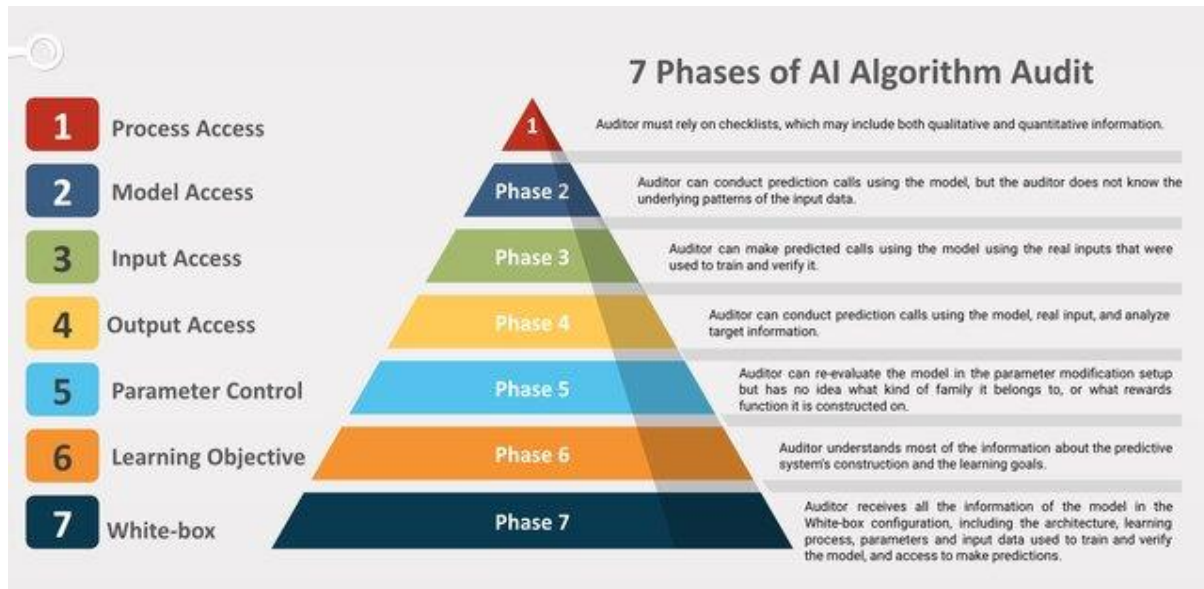 7 Phases of AI Algorithm Audit
1 Process Access
1
Auditor must rely on checklists, which may include both qualitative and quantitative information.
2 Model Access
Phase 2
Auditor can conduct prediction calls using the model, but the auditor does not know the
underlying patterns of the input data.
3 Input Access
Phase 3
Auditor can make predicted calls using the model using the real inputs that were
used to train and verify it.
4 Output Access
Phase 4
Auditor can conduct prediction calls using the model, real input, and analyze
target information.
5 Parameter Control
Phase 5
Auditor can re-evaluate the model in the parameter modification setup
but has no idea what kind of family it belongs to, or what rewards
function it is constructed on.
6 Learning Objective
Phase 6
Auditor understands most of the information about the predictive
system's construction and the learning goals.
7 White-box
Phase 7
Auditor receives all the information of the model in the
White-box configuration, including the architecture, learning
process, parameters and input data used to train and verify
the model, and access to make predictions.